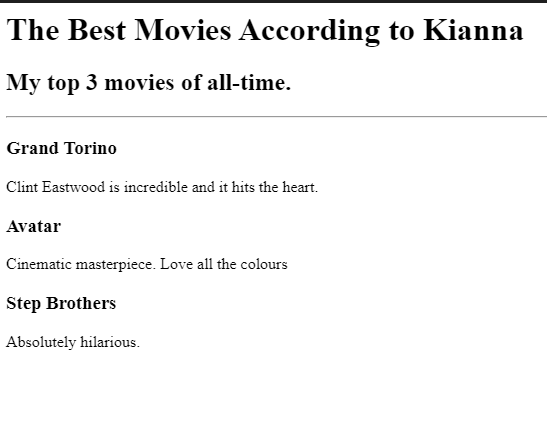 The Best Movies According to Kianna
My top 3 movies of all-time.
Grand Torino
Clint Eastwood is incredible and it hits the heart.
Avatar
Cinematic masterpiece. Love all the colours
Step Brothers
Absolutely hilarious.